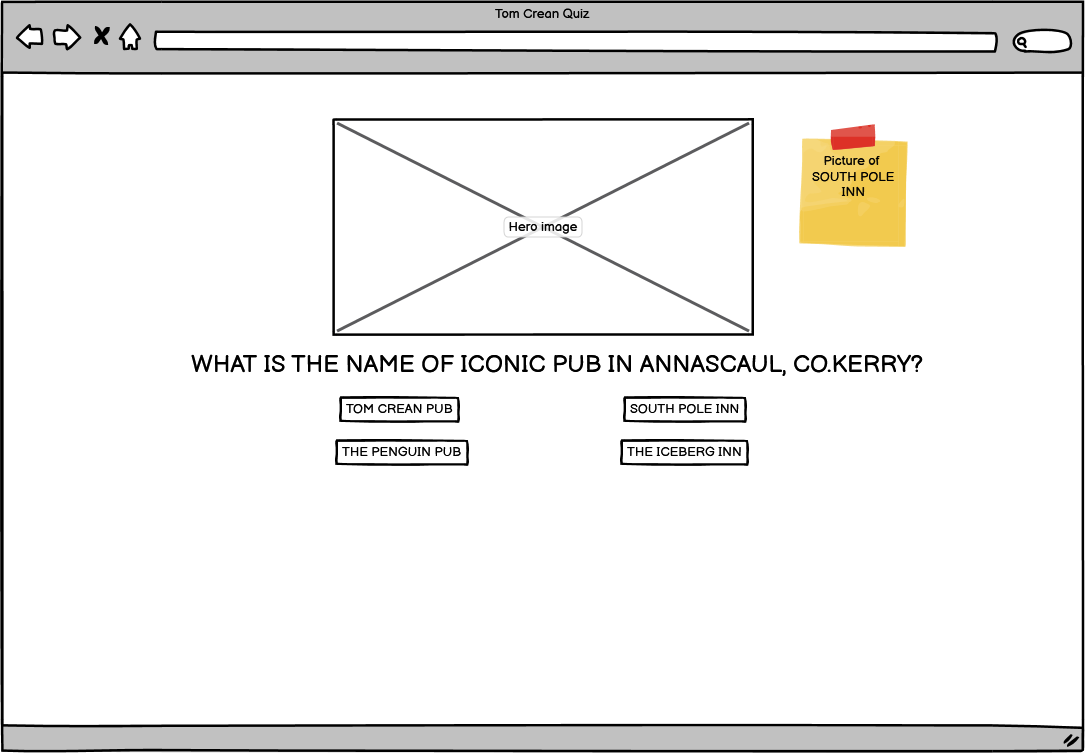 Tom Crean Quiz
Picture of
SOUTH POLE
INN
Hero image
WHAT IS THE NAME OF ICONIC PUB IN ANNASCAUL, CO.KERRY?
TOM CREAN PUB
SOUTH POLE INN
THE PENGUIN PUB
THE ICEBERG INN